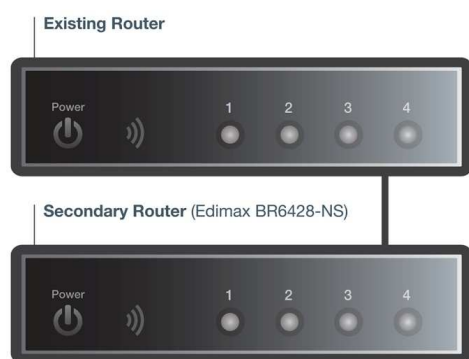 Existing Router
Power
1 2 3 4
Secondary Router (Edimax BR6428-NS)
Power
1 2 3 4